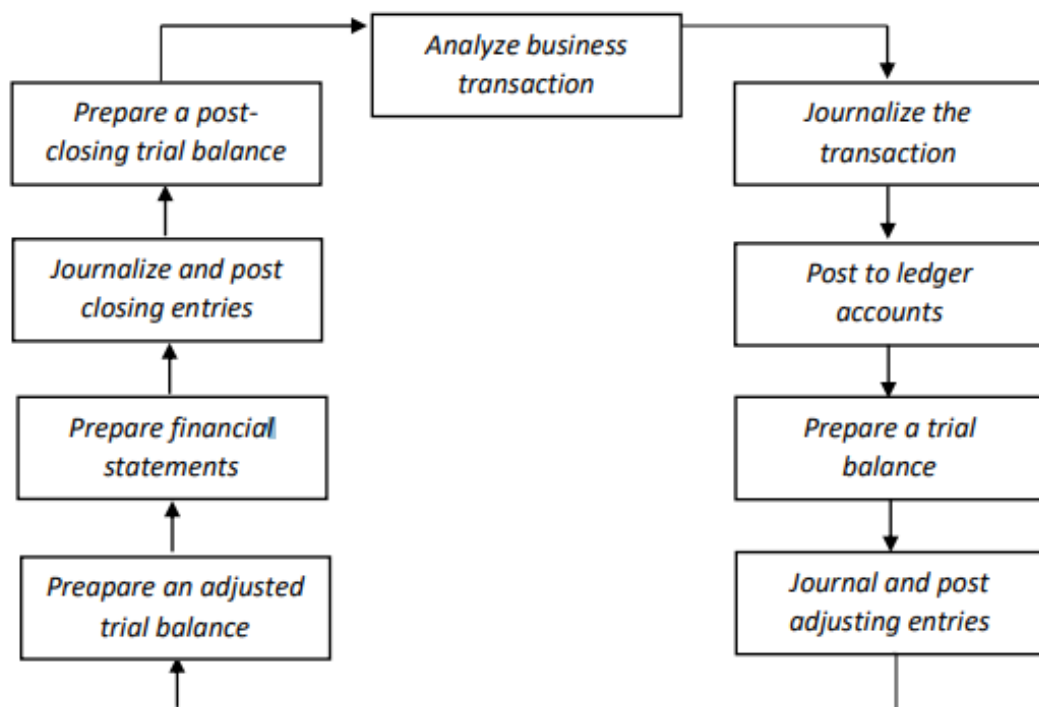 Analyze business
transaction
Journalize the
transaction
Post to ledger
accounts
Prepare a trial
balance
Journal and post
adjusting entries
Preapare an adjusted
trial balance
Prepare financial
statements
Journalize and post
closing entries
Prepare a post-
closing trial balance